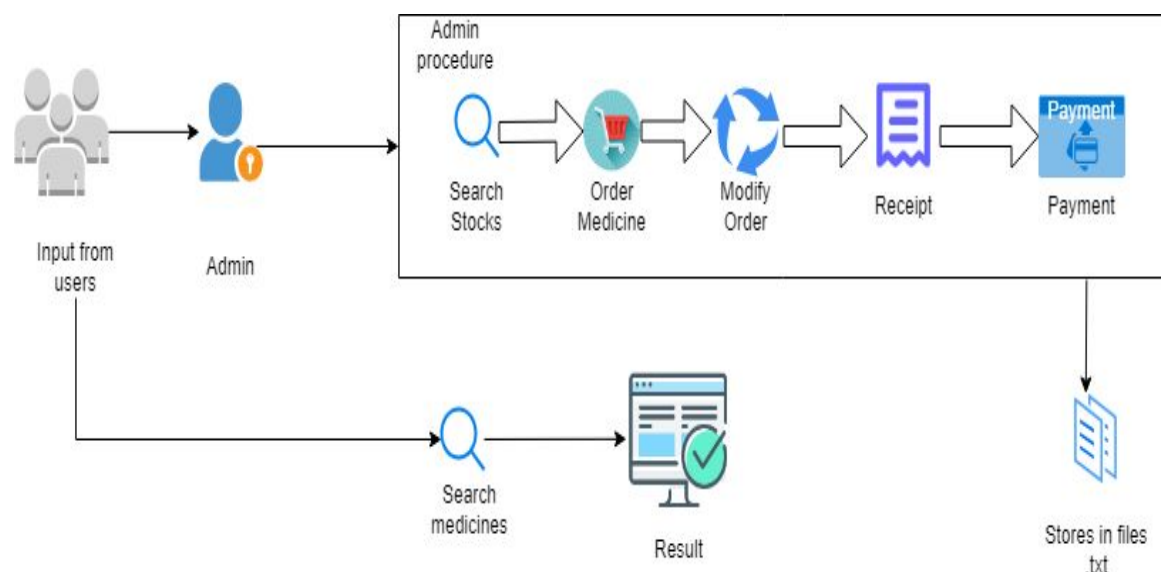 Admin
procedure
Payment
Search
Stocks
Order
Medicine
Modify
Order
Receipt
Payment
Input from
users
Admin
Search
medicines
Result
Stores in files
txt